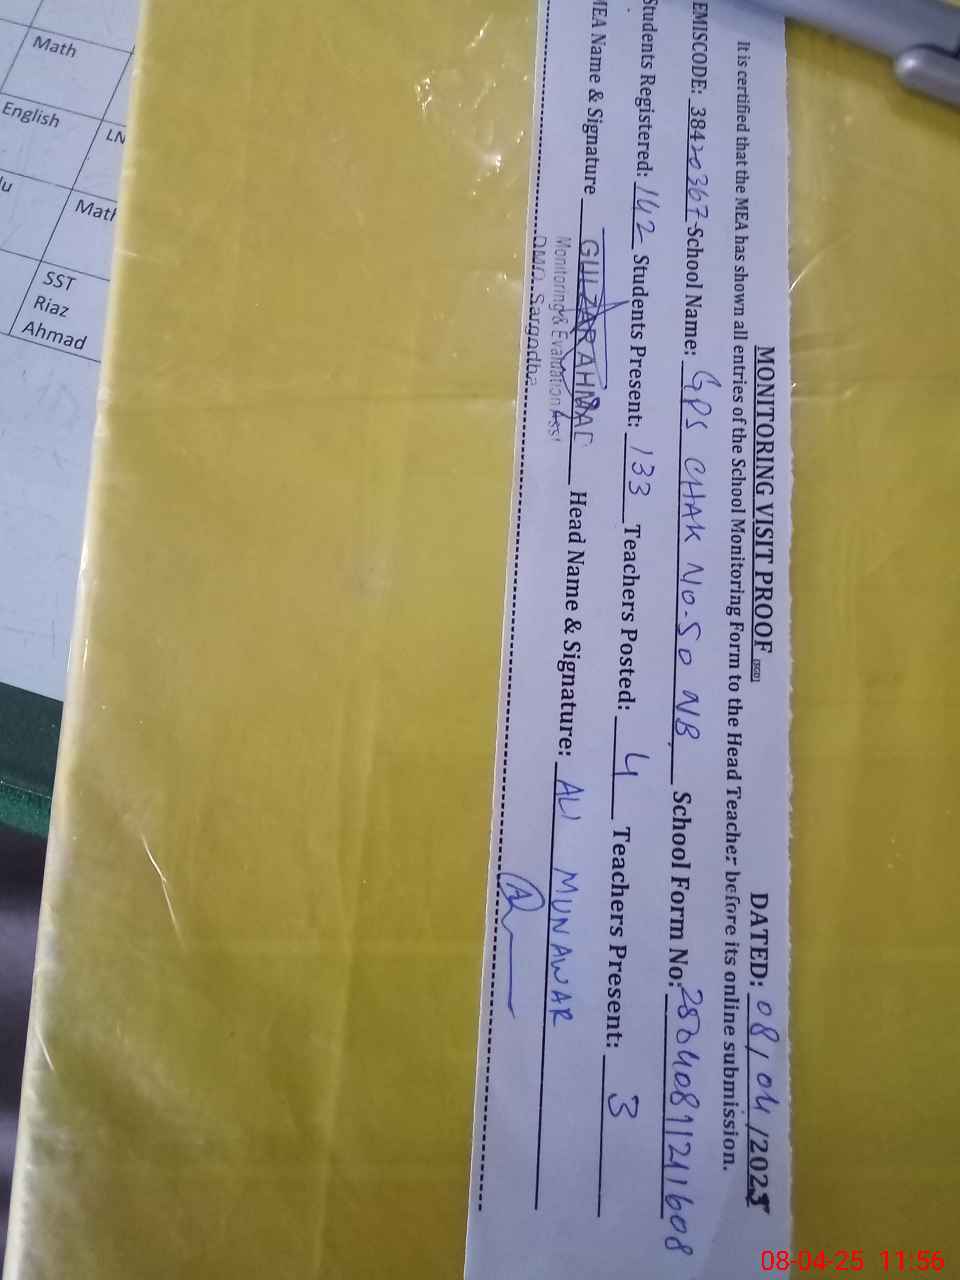 MONITORING VISIT PROOF (SGD) DATED: 08/04/2025
It is certified that the MEA has shown all entries of the School Monitoring Form to the Head Teacher before its online submission.
EMISCODE: 38420367 School Name: GPS CHAK NO-50 NB School Form No:
Students Registered: 142 Students Present: 133 Teachers Posted: 4 Teachers Present: 3
MEA Name & Signature GULZAR AHMAD Head Name & Signature: ALI MUNAWAR
Monitoring & Evaluation Asst
DMO Sargodha
Math
English
LN
Math
SST
Riaz
Ahmad
08-04-25 11:56